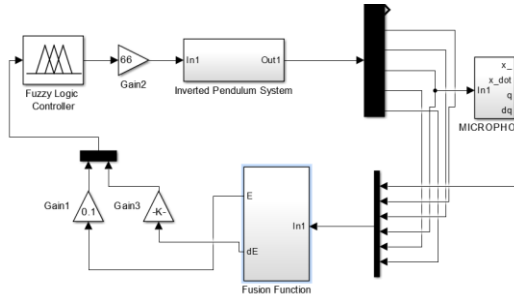 66
Fuzzy Logic
Controller
Gain2
In1
Out1
Inverted Pendulum System
x_
x_dot
q
dq
In1
MICROPHO
Gain1
0.1
Gain3
-K-
E
dE
In1
Fusion Function